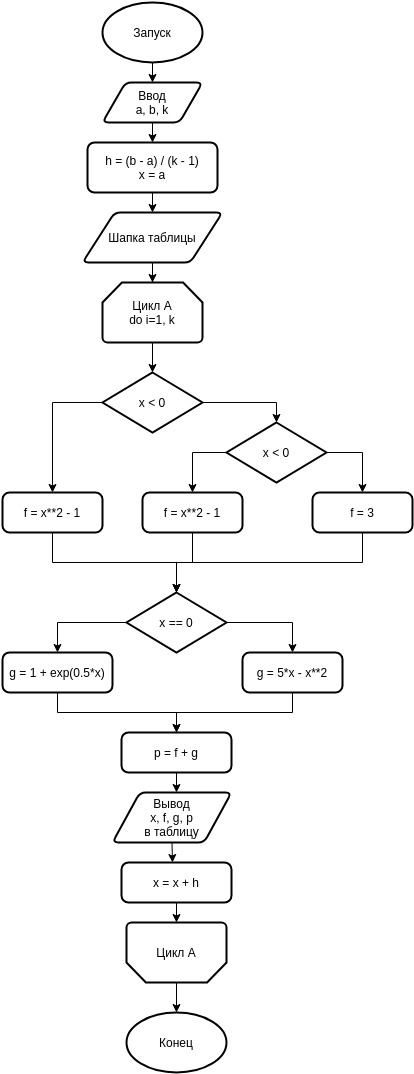 Запуск
Ввод
a, b, k
h = (b - a) / (k - 1)
x = a
Шапка таблицы
Цикл А
do i=1, k
x < 0
x < 0
f = x**2 - 1
f = x**2 - 1
f = 3
x == 0
g = 1 + exp(0.5*x)
g = 5*x - x**2
p = f + g
Вывод
x, f, g, p
в таблицу
x = x + h
Цикл А
Конец